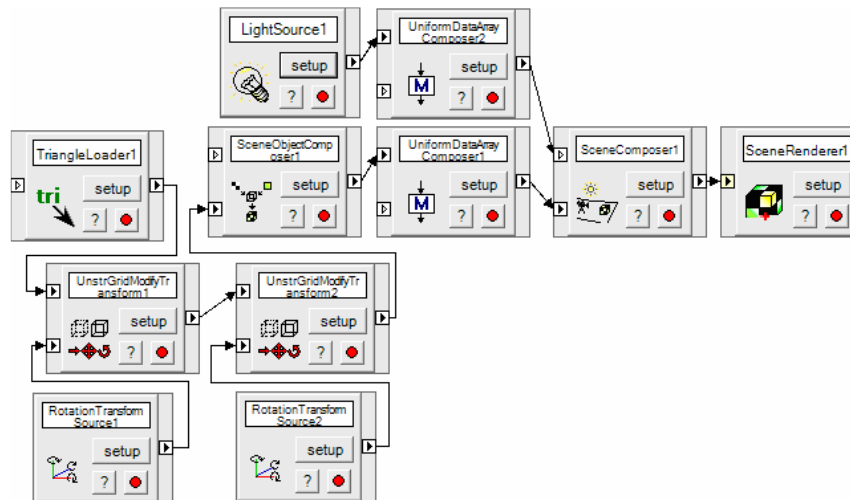 LightSource1
setup
?
UniformDataArray
Composer2
setup
M
?
TriangleLoader1
setup
tri
?
SceneObjectComp
oser1
setup
?
UniformDataArray
Composer1
setup
M
?
SceneComposer1
setup
?
SceneRenderer1
setup
?
UnstrGridModifyTr
ansform1
setup
?
UnstrGridModifyTr
ansform2
setup
?
RotationTransform
Source1
setup
?
RotationTransform
Source2
setup
?